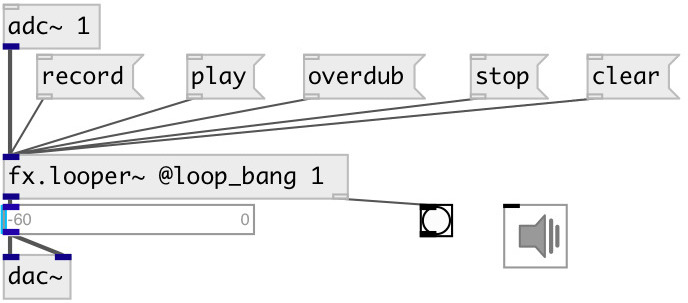 adc~ 1
record play overdub stop clear
fx.looper~ @loop_bang 1
-60 0
dac~